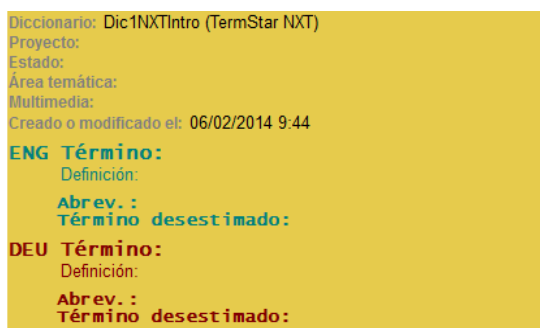 Diccionario: Dic1NXTIntro (TermStar NXT)
Proyecto:
Estado:
Área temática:
Multimedia:
Creado o modificado el: 06/02/2014 9:44
ENG Término:
Definición:
Abrev.:
Término desestimado:
DEU Término:
Definición:
Abrev.:
Término desestimado: